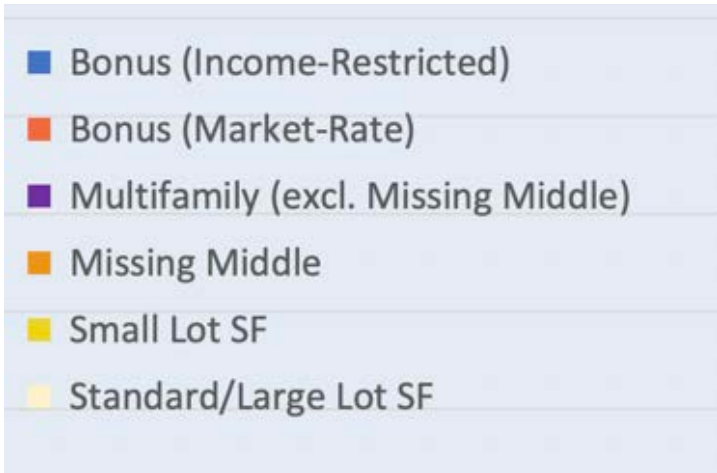 Bonus (Income-Restricted)
Bonus (Market-Rate)
Multifamily (excl. Missing Middle)
Missing Middle
Small Lot SF
Standard/Large Lot SF